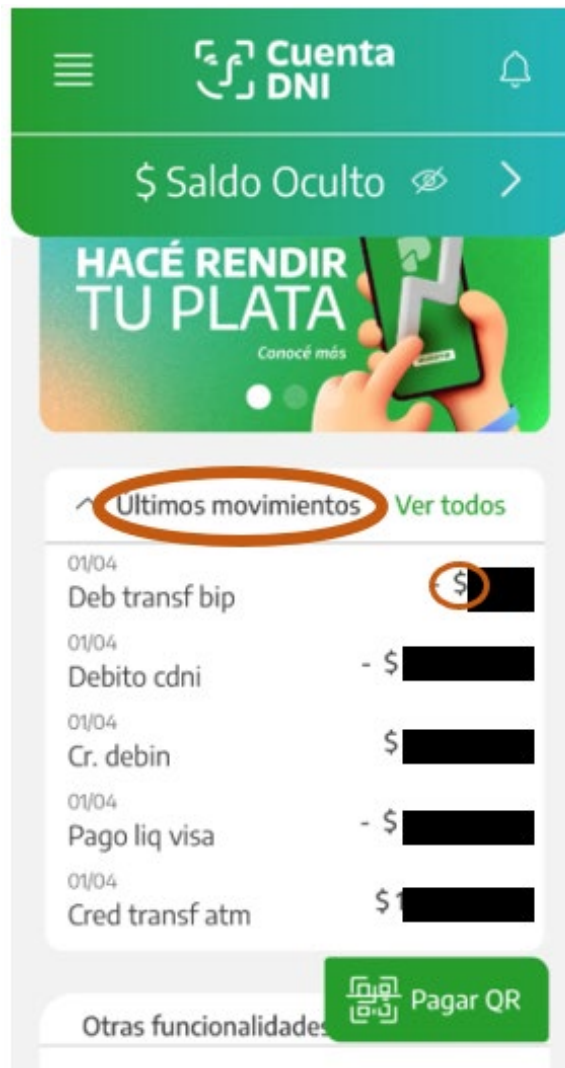 Cuenta
DNI
$ Saldo Oculto
HACÉ RENDIR
TU PLATA
Conocé más
Ultimos movimientos Ver todos
01/04
Deb transf bip - $
01/04
Debito cdni - $
01/04
Cr. debin $
01/04
Pago liq visa - $
01/04
Cred transf atm $
Pagar QR
Otras funcionalidades